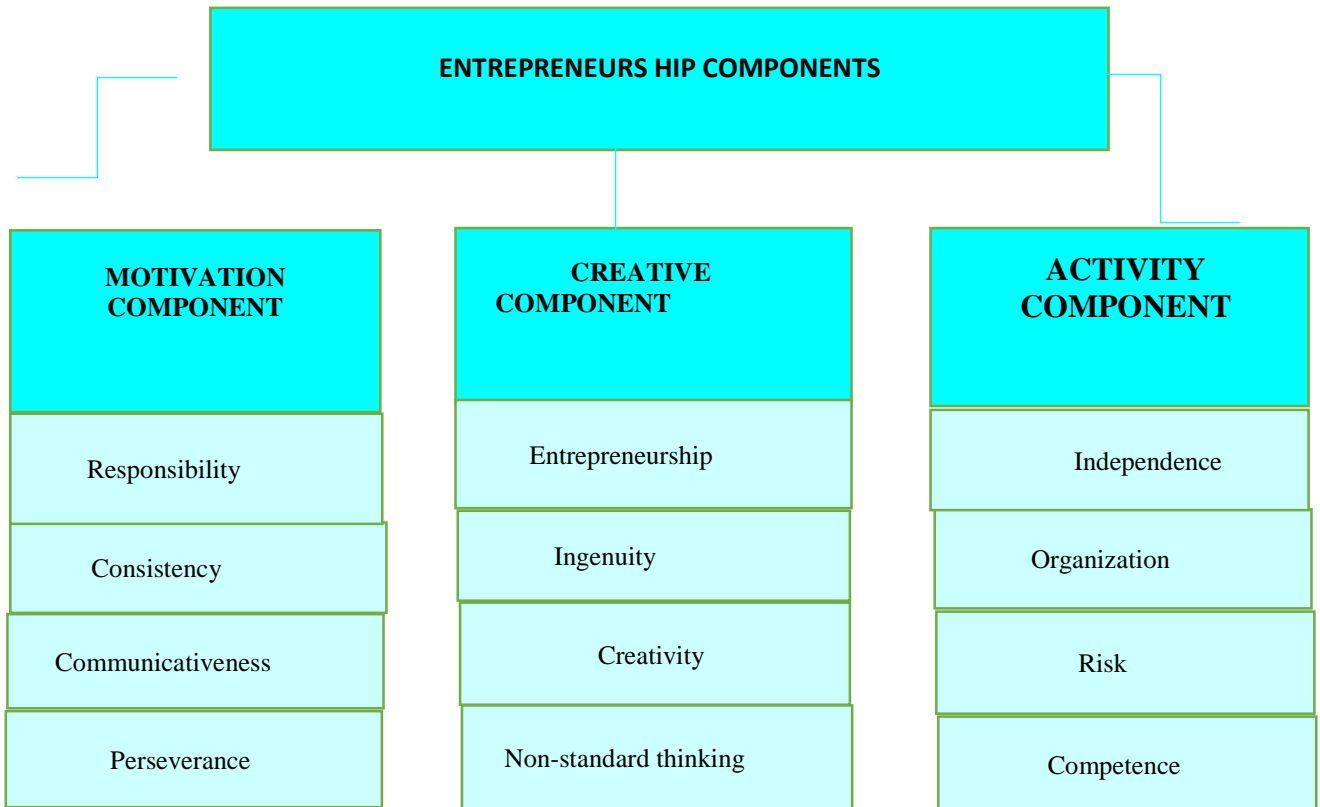 ENTREPRENEURS HIP COMPONENTS
MOTIVATION
COMPONENT
Responsibility
Consistency
Communicativeness
Perseverance
CREATIVE
COMPONENT
Entrepreneurship
Ingenuity
Creativity
Non-standard thinking
ACTIVITY
COMPONENT
Independence
Organization
Risk
Competence